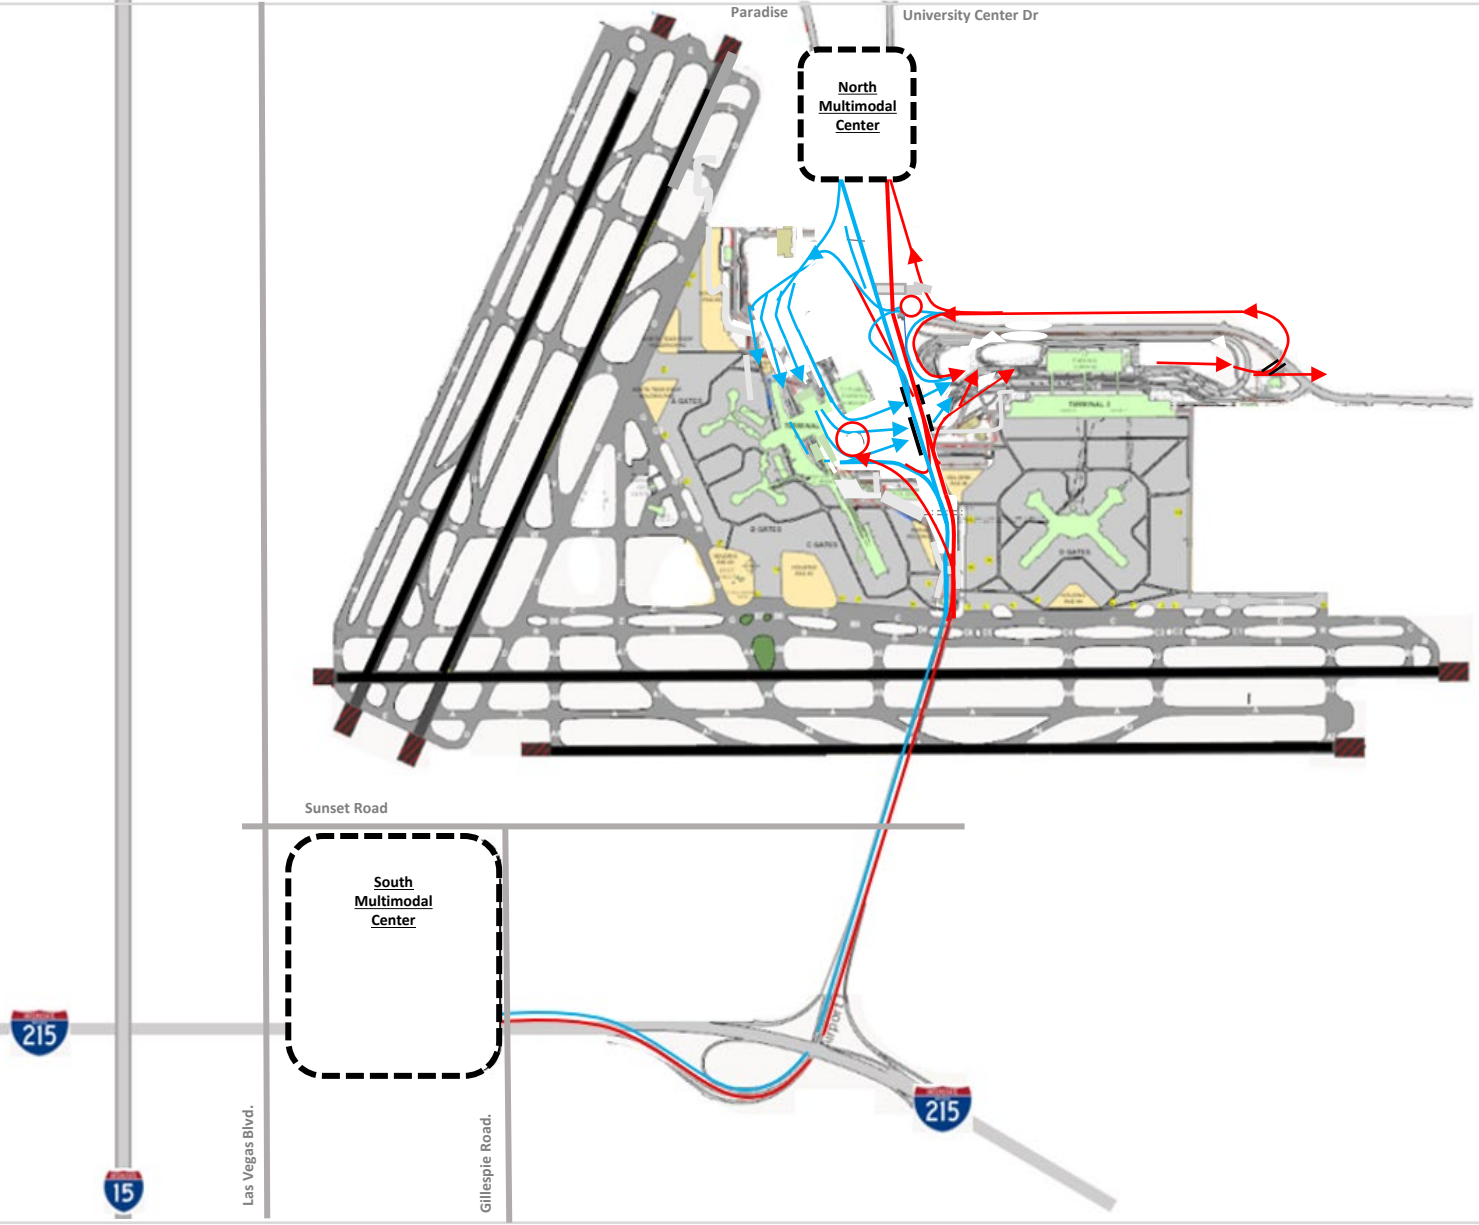 Paradise
University Center Dr
North
Multimodal
Center
A GATES
TERMINAL
TERMINAL 3
B GATES
C GATES
D GATES
Sunset Road
South
Multimodal
Center
215
Las Vegas Blvd.
Gillespie Road.
215
15